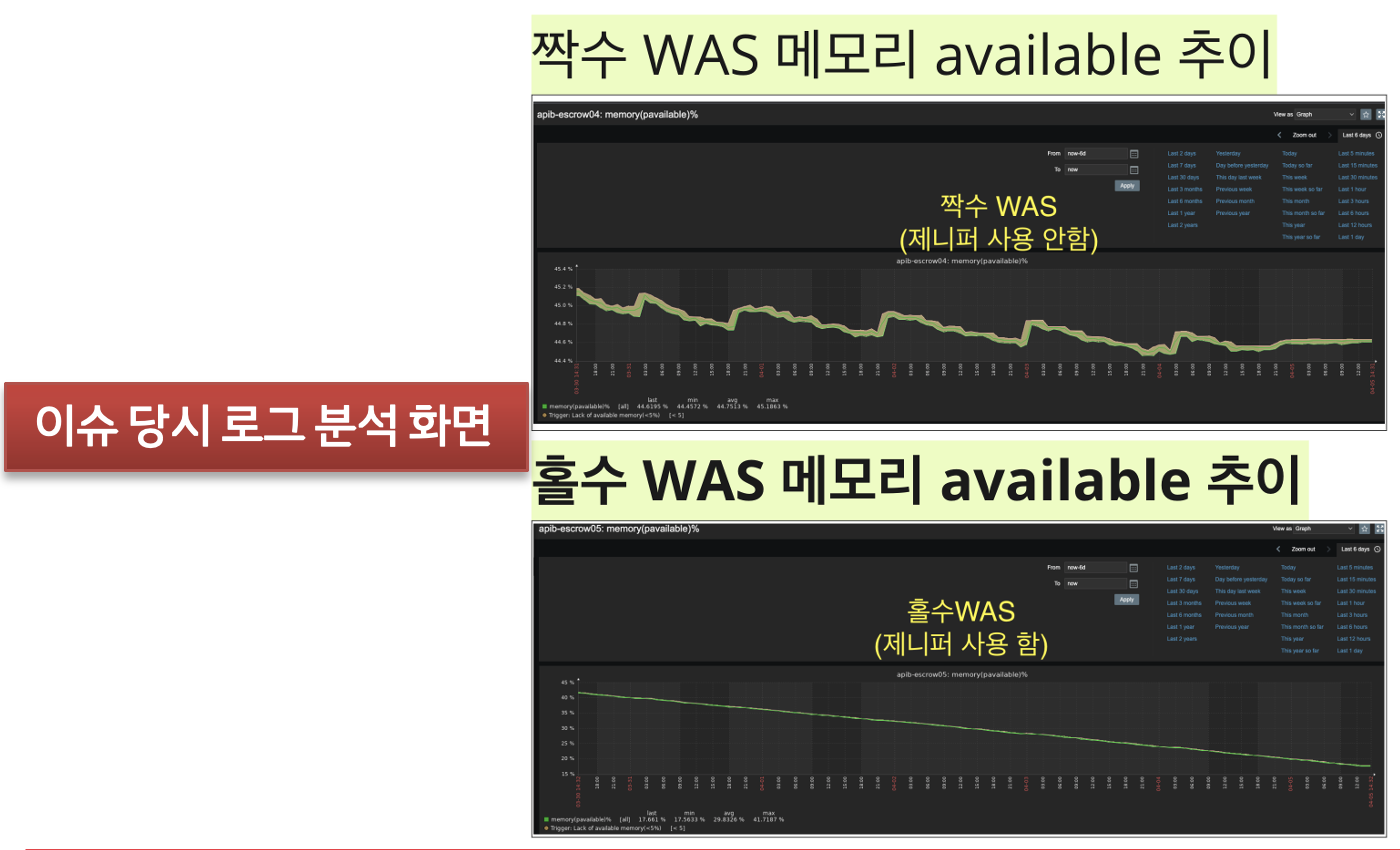 짝수 WAS 메모리 available 추이
apib-escrow04: memory(pavailable)%
View as Graph
Zoom out Last 6 days
From now-6d
To now
Apply
Last 2 days Yesterday Today Last 5 minutes
Last 7 days Day before yesterday Today so far Last 15 minutes
Last 30 days This day last week This week Last 30 minutes
Last 3 months Previous week This week so far Last 1 hour
Last 6 months Previous month This month Last 3 hours
Last 1 year Previous year This month so far Last 6 hours
Last 2 years This year Last 12 hours
This year so far Last 1 day
짝수 WAS
(제니퍼 사용 안함)
apib-escrow04: memory(pavailable)%
45.4 %
45.2 %
45.0 %
44.8 %
44.6 %
44.4 %
last min avg max
memory(pavailable)% [all] 44.6195 % 44.4572 % 44.7513 % 45.1863 %
Trigger: Lack of available memory(<5%) [< 5]
이슈 당시 로그 분석 화면
홀수 WAS 메모리 available 추이
apib-escrow05: memory(pavailable)%
View as Graph
Zoom out Last 6 days
From now-6d
To now
Apply
Last 2 days Yesterday Today Last 5 minutes
Last 7 days Day before yesterday Today so far Last 15 minutes
Last 30 days This day last week This week Last 30 minutes
Last 3 months Previous week This week so far Last 1 hour
Last 6 months Previous month This month Last 3 hours
Last 1 year Previous year This month so far Last 6 hours
Last 2 years This year Last 12 hours
This year so far Last 1 day
홀수WAS
(제니퍼 사용 함)
apib-escrow05: memory(pavailable)%
45 %
40 %
35 %
30 %
25 %
20 %
15 %
last min avg max
memory(pavailable)% [all] 17.661 % 17.5633 % 29.8326 % 41.7187 %
Trigger: Lack of available memory(<5%) [< 5]